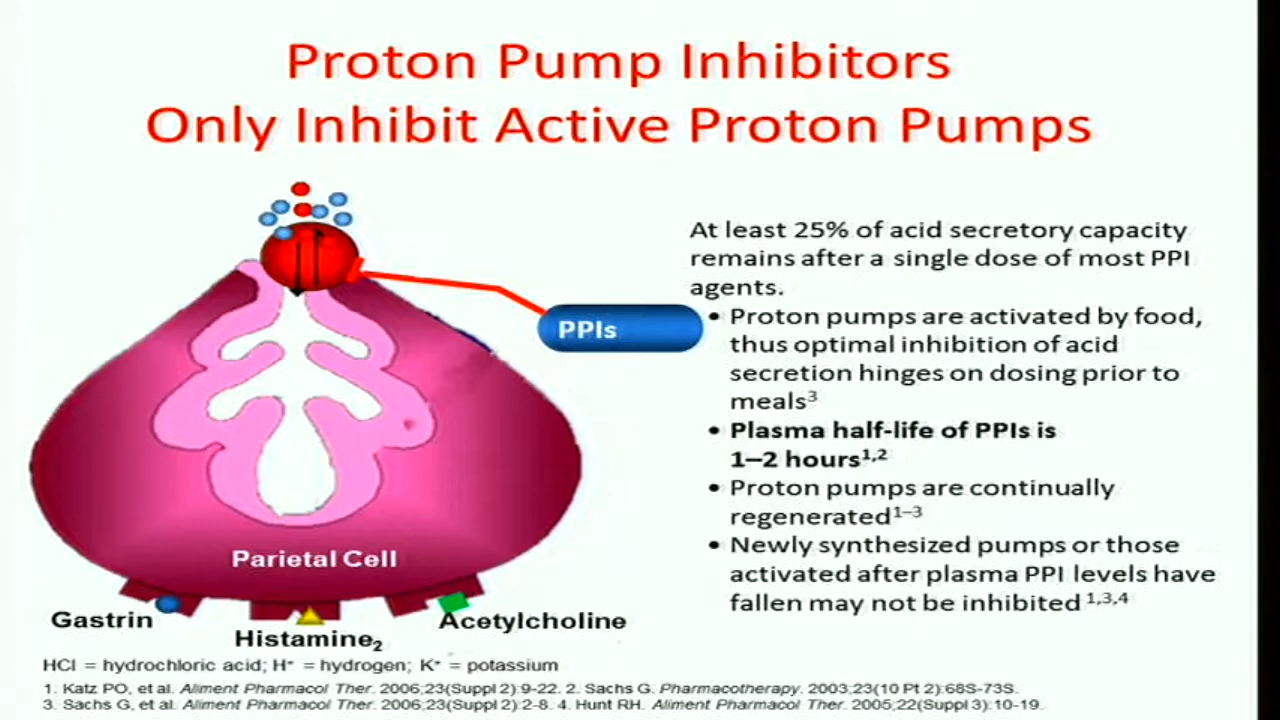 Proton Pump Inhibitors
Only Inhibit Active Proton Pumps
At least 25% of acid secretory capacity
remains after a single dose of most PPI
agents.
• Proton pumps are activated by food,
thus optimal inhibition of acid
secretion hinges on dosing prior to
meals³
• Plasma half-life of PPIs is
1–2 hours¹,²
• Proton pumps are continually
regenerated¹⁻³
• Newly synthesized pumps or those
activated after plasma PPI levels have
fallen may not be inhibited ¹,³,⁴
PPIs
Parietal Cell
Gastrin
Histamine₂
Acetylcholine
HCl = hydrochloric acid; H⁺ = hydrogen; K⁺ = potassium
1. Katz PO, et al. Aliment Pharmacol Ther. 2006;23(Suppl 2):9-22. 2. Sachs G. Pharmacotherapy. 2003;23(10 Pt 2):68S-73S.
3. Sachs G, et al. Aliment Pharmacol Ther. 2006;23(Suppl 2):2-8. 4. Hunt RH. Aliment Pharmacol Ther. 2005;22(Suppl 3):10-19.